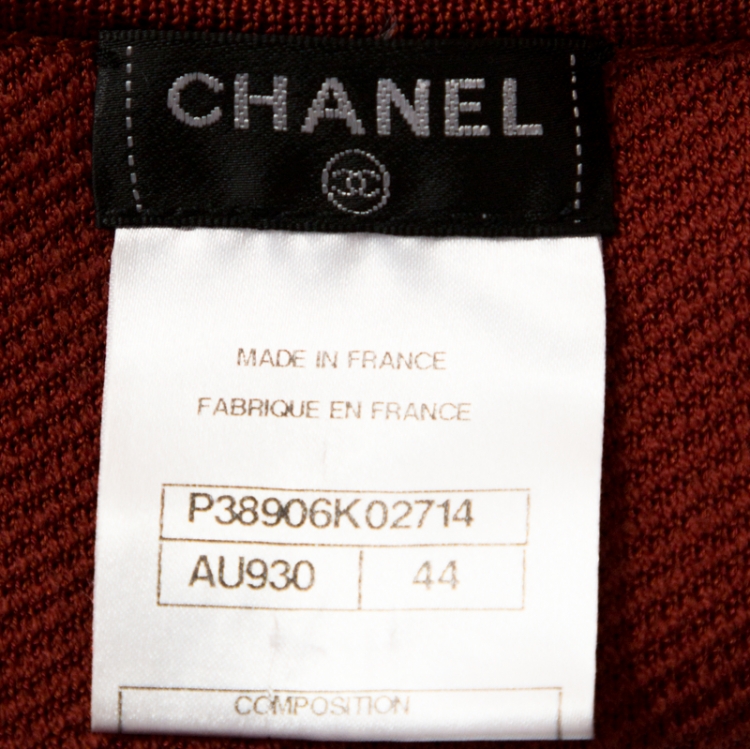 CHANEL
MADE IN FRANCE
FABRIQUE EN FRANCE
P38906K02714
AU930 44
COMPOSITION